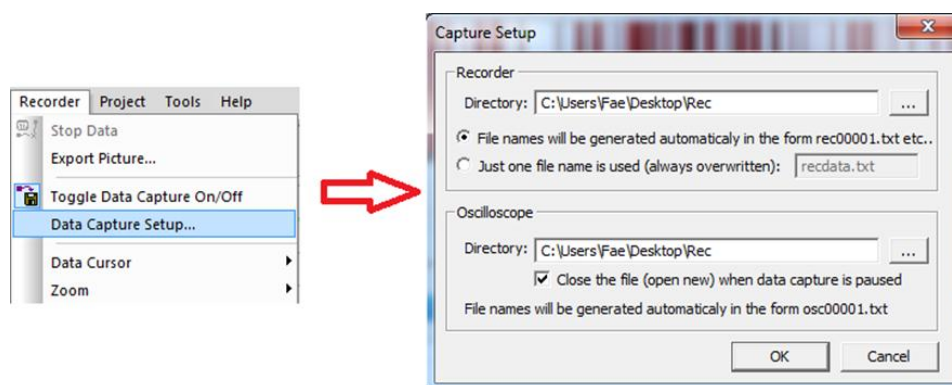 Recorder Project Tools Help
Stop Data
Export Picture...
Toggle Data Capture On/Off
Data Capture Setup...
Data Cursor
Zoom
Capture Setup
Recorder
Directory: C:\Users\Fae\Desktop\Rec ...
File names will be generated automaticaly in the form rec00001.txt etc..
Just one file name is used (always overwritten): recdata.txt
Oscilloscope
Directory: C:\Users\Fae\Desktop\Rec ...
Close the file (open new) when data capture is paused
File names will be generated automaticaly in the form osc00001.txt
OK Cancel